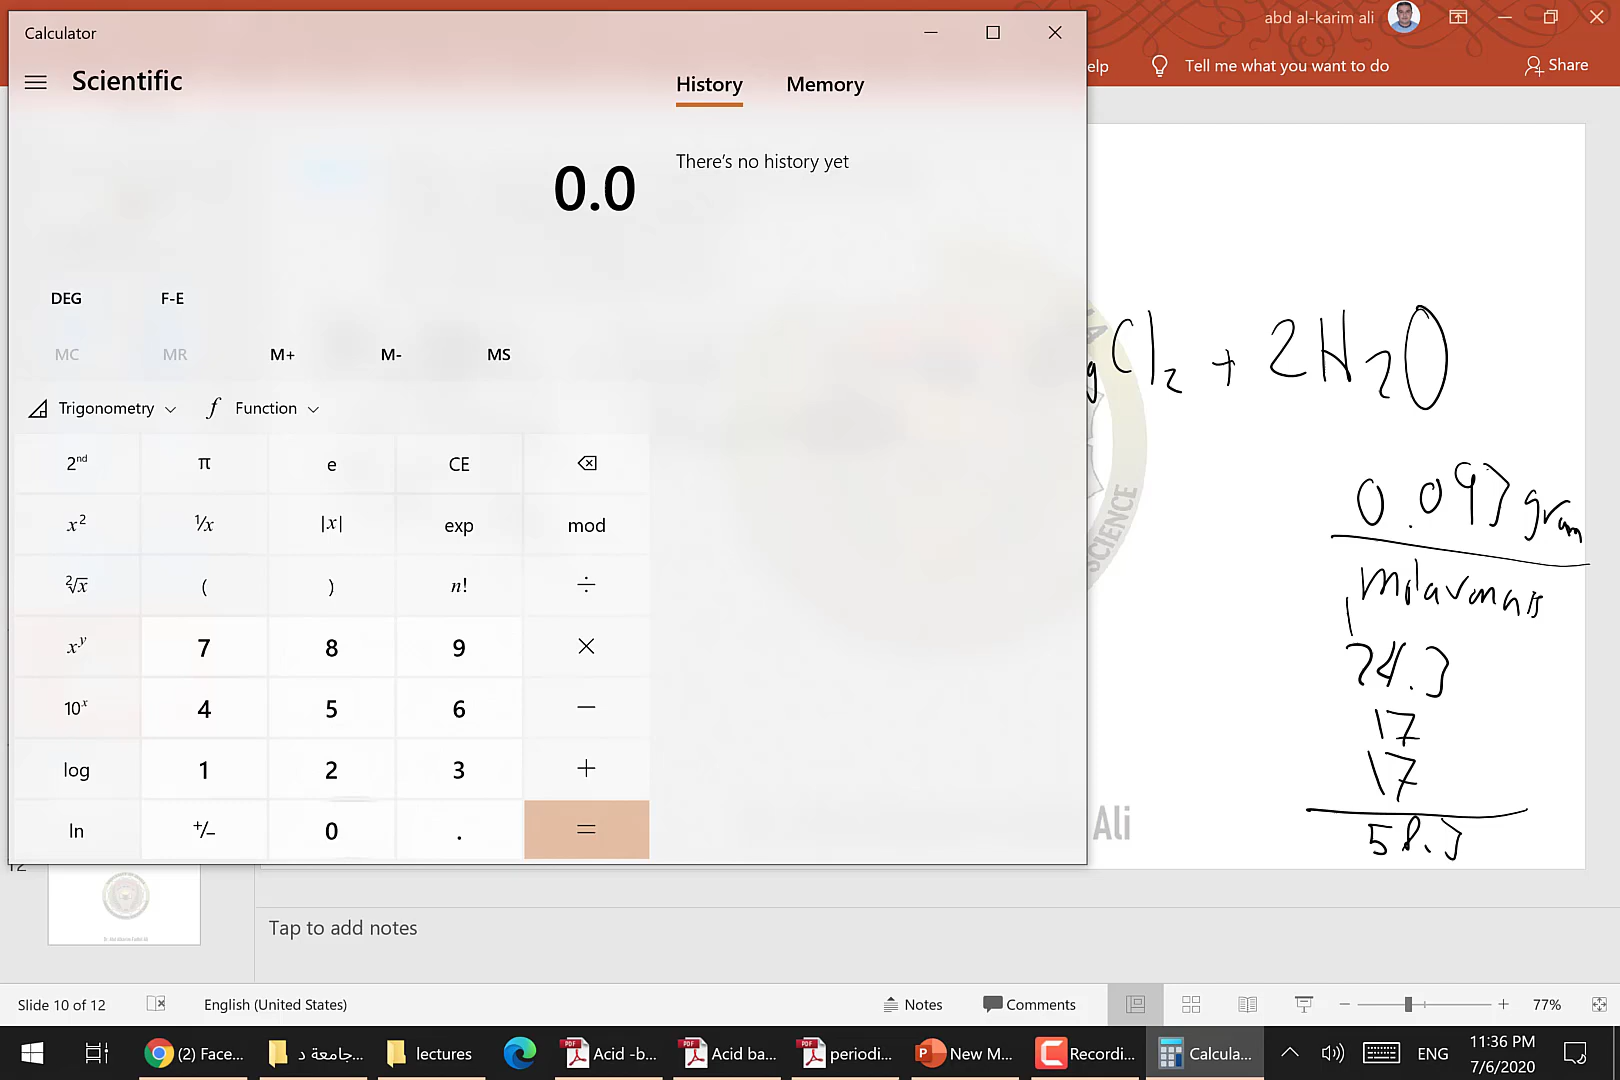 Calculator
abd al-karim ali
Scientific
History
Memory
elp
Tell me what you want to do
Share
There's no history yet
0.0
DEG
F-E
MC
MR
M+
M-
MS
Trigonometry
f Function
2nd
π
e
CE
x2
1/x
|x|
exp
mod
2√x
(
)
n!
÷
xy
7
8
9
×
10x
4
5
6
−
log
1
2
3
+
ln
+/−
0
.
=
gCl2 + 2H2O
SCIENCE
0.093 gram
24.3
17
17
58.3
Ali
12
Tap to add notes
Slide 10 of 12
English (United States)
Notes
Comments
77%
(2) Face...
جامعة د...
lectures
Acid -b...
Acid ba...
periodi...
New M...
Recordi...
Calcula...
ENG
11:36 PM
7/6/2020